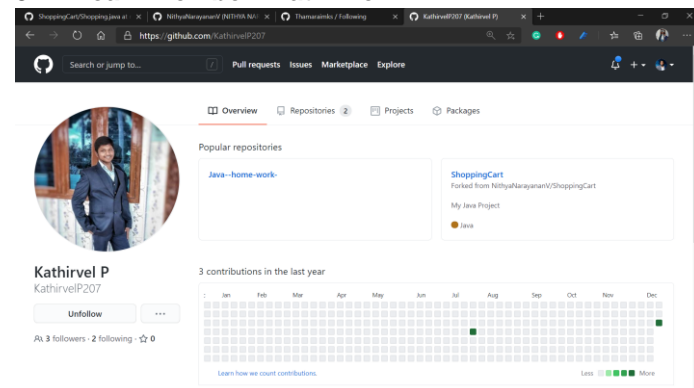 ShoppingCart/Shopping.java at
NithyaNarayananV (NITHYA NA
Thamaraimks / Following
KathirvelP207 (Kathirvel P)
https://github.com/KathirvelP207
Search or jump to...
/
Pull requests Issues Marketplace Explore
Overview Repositories 2 Projects Packages
Popular repositories
Java--home-work-
ShoppingCart
Forked from NithyaNarayananV/ShoppingCart
My Java Project
Java
Kathirvel P
KathirvelP207
Unfollow
...
3 followers · 2 following · 0
3 contributions in the last year
Jan Feb Mar Apr May Jun Jul Aug Sep Oct Nov Dec
Learn how we count contributions.
Less More